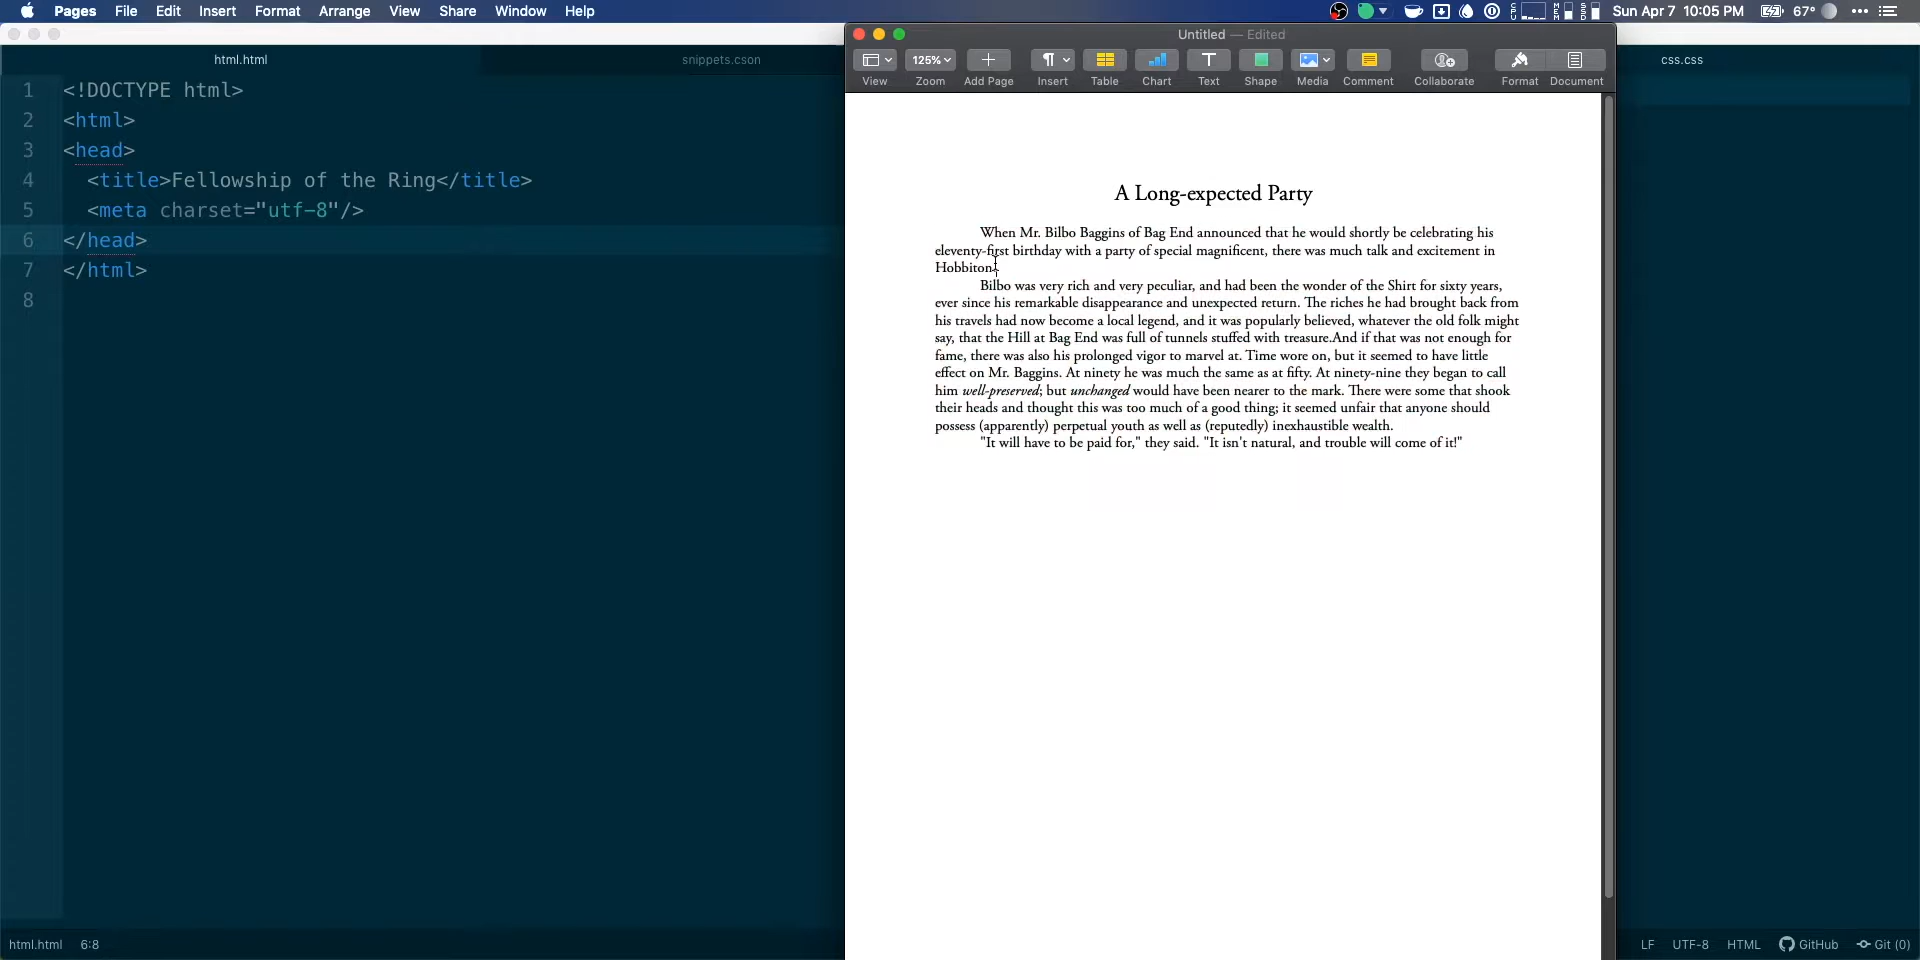 Pages File Edit Insert Format Arrange View Share Window Help
Sun Apr 7 10:05 PM 67°
html.html
snippets.cson
css.css
1 <!DOCTYPE html>
2 <html>
3 <head>
4 <title>Fellowship of the Ring</title>
5 <meta charset="utf-8"/>
6 </head>
7 </html>
8
html.html 6:8
Untitled — Edited
125%
View Zoom Add Page Insert Table Chart Text Shape Media Comment Collaborate Format Document
A Long-expected Party
When Mr. Bilbo Baggins of Bag End announced that he would shortly be celebrating his
eleventy-first birthday with a party of special magnificent, there was much talk and excitement in
Hobbiton.
Bilbo was very rich and very peculiar, and had been the wonder of the Shirt for sixty years,
ever since his remarkable disappearance and unexpected return. The riches he had brought back from
his travels had now become a local legend, and it was popularly believed, whatever the old folk might
say, that the Hill at Bag End was full of tunnels stuffed with treasure.And if that was not enough for
fame, there was also his prolonged vigor to marvel at. Time wore on, but it seemed to have little
effect on Mr. Baggins. At ninety he was much the same as at fifty. At ninety-nine they began to call
him well-preserved; but unchanged would have been nearer to the mark. There were some that shook
their heads and thought this was too much of a good thing; it seemed unfair that anyone should
possess (apparently) perpetual youth as well as (reputedly) inexhaustible wealth.
"It will have to be paid for," they said. "It isn't natural, and trouble will come of it!"
LF UTF-8 HTML GitHub Git (0)